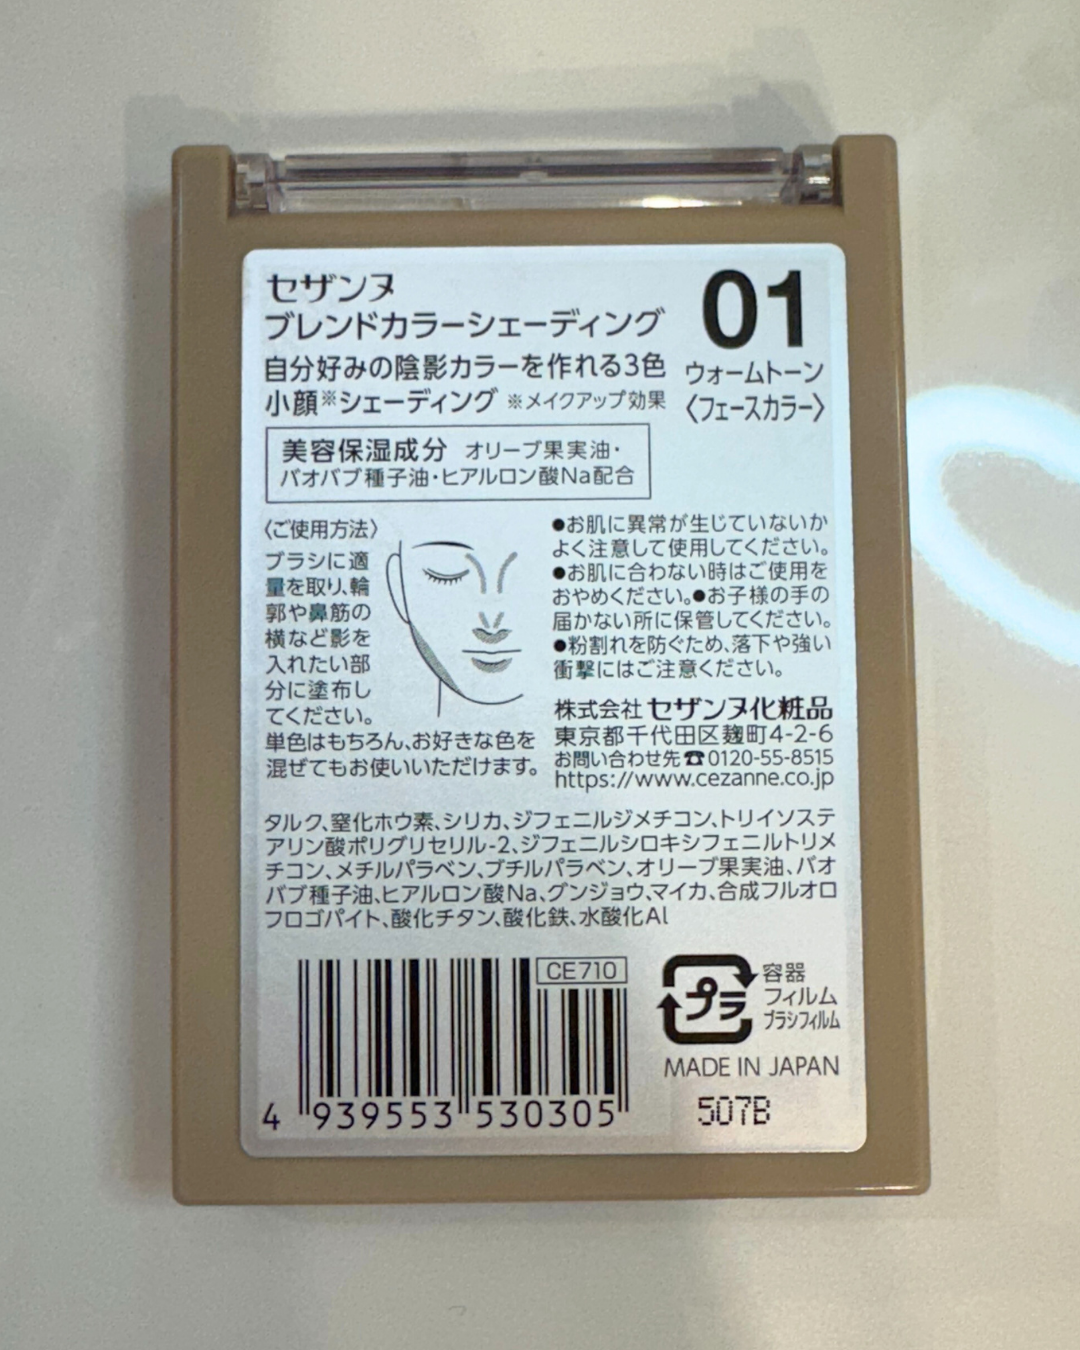 セザンヌ
ブレンドカラーシェーディング
自分好みの陰影カラーを作れる3色
小顔※シェーディング ※メイクアップ効果
01
ウォームトーン
〈フェースカラー〉
美容保湿成分 オリーブ果実油・
バオバブ種子油・ヒアルロン酸Na配合
〈ご使用方法〉
ブラシに適
量を取り、輪
郭や鼻筋の
横など影を
入れたい部
分に塗布し
てください。
単色はもちろん、お好きな色を
混ぜてもお使いいただけます。
●お肌に異常が生じていないか
よく注意して使用してください。
●お肌に合わない時はご使用を
おやめください。●お子様の手の
届かない所に保管してください。
●粉割れを防ぐため、落下や強い
衝撃にはご注意ください。
株式会社 セザンヌ化粧品
東京都千代田区麹町4-2-6
お問い合わせ先☎0120-55-8515
https://www.cezanne.co.jp
タルク、窒化ホウ素、シリカ、ジフェニルジメチコン、トリイソステ
アリン酸ポリグリセリル-2、ジフェニルシロキシフェニルトリメ
チコン、メチルパラベン、ブチルパラベン、オリーブ果実油、バオ
バブ種子油、ヒアルロン酸Na、グンジョウ、マイカ、合成フルオロ
フロゴパイト、酸化チタン、酸化鉄、水酸化Al
CE710
4 939553 530305
プラ
容器
フィルム
ブラシフィルム
MADE IN JAPAN
507B